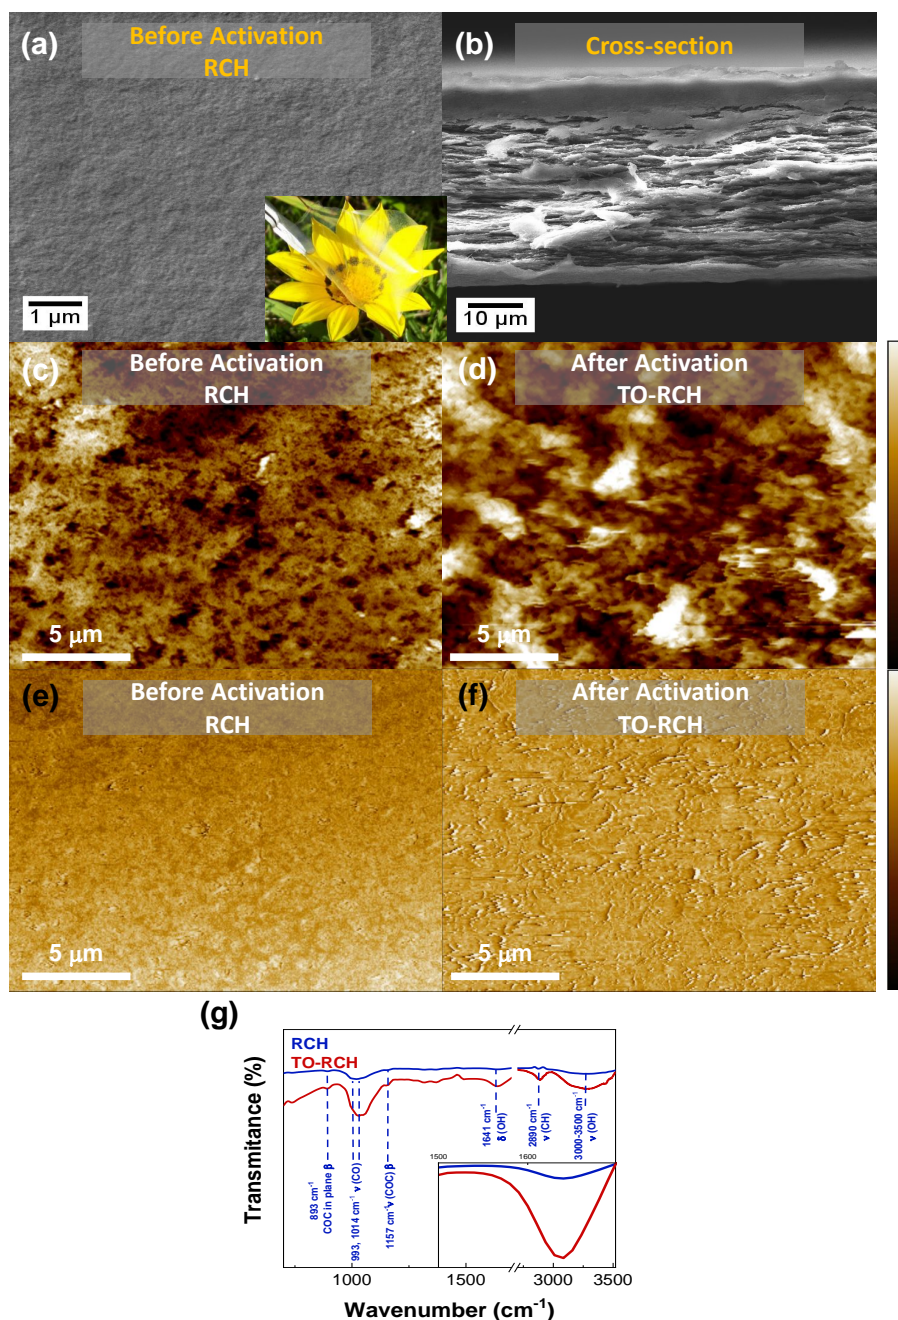 (a)
Before Activation
RCH
1 μm
(b)
Cross-section
10 μm
(c)
Before Activation
RCH
5 μm
(d)
After Activation
TO-RCH
5 μm
(e)
Before Activation
RCH
5 μm
(f)
After Activation
TO-RCH
5 μm
(g)
RCH
TO-RCH
Transmitance (%)
893 cm⁻¹
COC in plane β
993, 1014 cm⁻¹ ν (CO)
1157 cm⁻¹ν (COC) β
1641 cm⁻¹
δ (OH)
2890 cm⁻¹
ν (CH)
3000-3500 cm⁻¹
ν (OH)
1500
1600
1000
1500
3000
3500
Wavenumber (cm⁻¹)